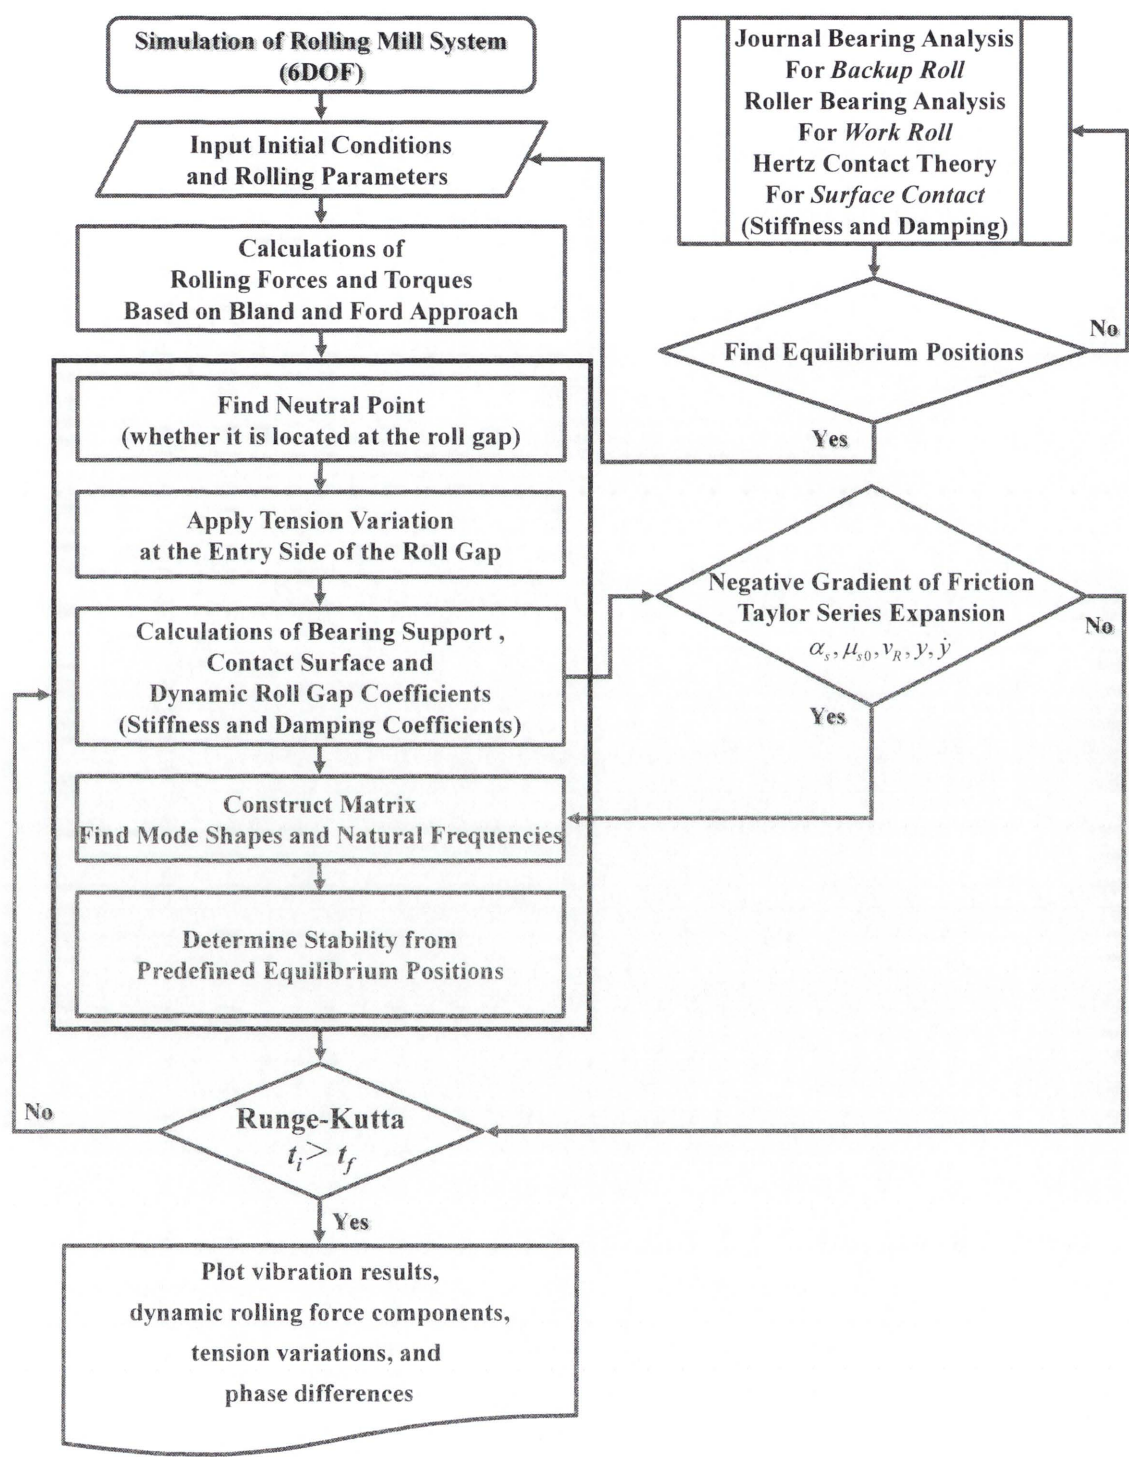 Simulation of Rolling Mill System
(6DOF)
Input Initial Conditions
and Rolling Parameters
Calculations of
Rolling Forces and Torques
Based on Bland and Ford Approach
Find Neutral Point
(whether it is located at the roll gap)
Apply Tension Variation
at the Entry Side of the Roll Gap
Calculations of Bearing Support ,
Contact Surface and
Dynamic Roll Gap Coefficients
(Stiffness and Damping Coefficients)
Construct Matrix
Find Mode Shapes and Natural Frequencies
Determine Stability from
Predefined Equilibrium Positions
No
Runge-Kutta
t_i > t_f
Yes
Plot vibration results,
dynamic rolling force components,
tension variations, and
phase differences
Journal Bearing Analysis
For Backup Roll
Roller Bearing Analysis
For Work Roll
Hertz Contact Theory
For Surface Contact
(Stiffness and Damping)
No
Find Equilibrium Positions
Yes
Negative Gradient of Friction
Taylor Series Expansion
α_s, μ_s0, v_R, y, ẏ
No
Yes